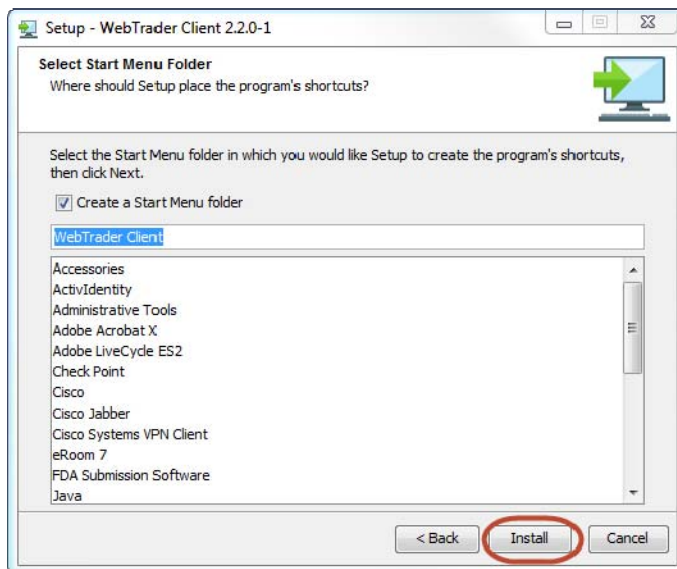 Setup - WebTrader Client 2.2.0-1
Select Start Menu Folder
Where should Setup place the program's shortcuts?
Select the Start Menu folder in which you would like Setup to create the program's shortcuts,
then click Next.
Create a Start Menu folder
WebTrader Client
Accessories
ActivIdentity
Administrative Tools
Adobe Acrobat X
Adobe LiveCycle ES2
Check Point
Cisco
Cisco Jabber
Cisco Systems VPN Client
eRoom 7
FDA Submission Software
Java
< Back Install Cancel